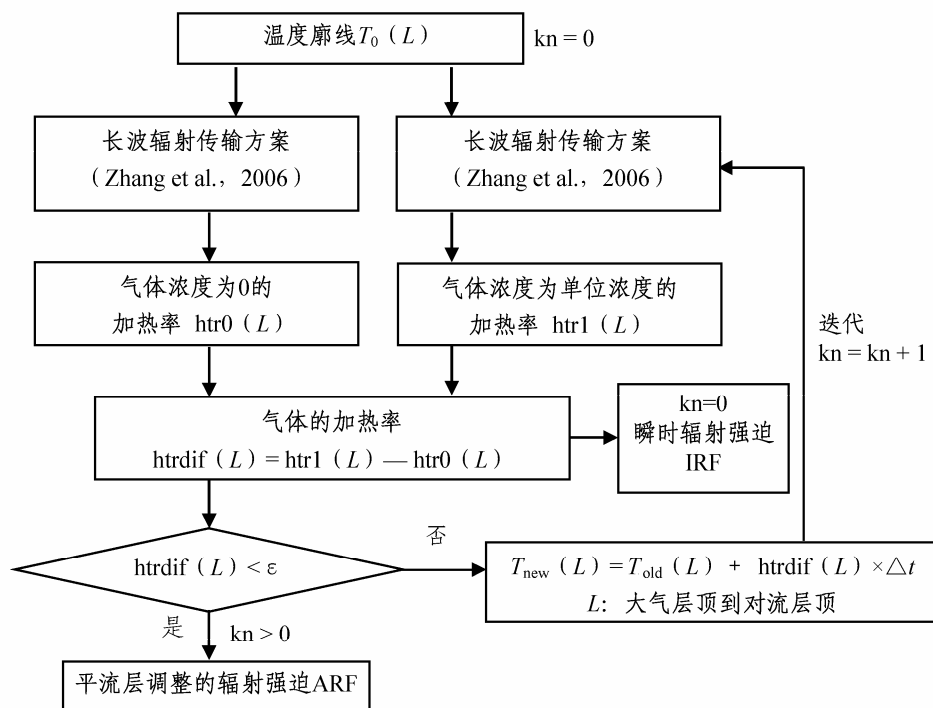 温度廓线T₀（L）
kn = 0
长波辐射传输方案
（Zhang et al.，2006）
长波辐射传输方案
（Zhang et al.，2006）
气体浓度为0的
加热率 htr0（L）
气体浓度为单位浓度的
加热率 htr1（L）
迭代
kn = kn + 1
气体的加热率
htrdif（L）= htr1（L）— htr0（L）
kn=0
瞬时辐射强迫
IRF
htrdif（L）< ε
否
T_new（L）= T_old（L） + htrdif（L）×△t
L：大气层顶到对流层顶
是
kn > 0
平流层调整的辐射强迫ARF